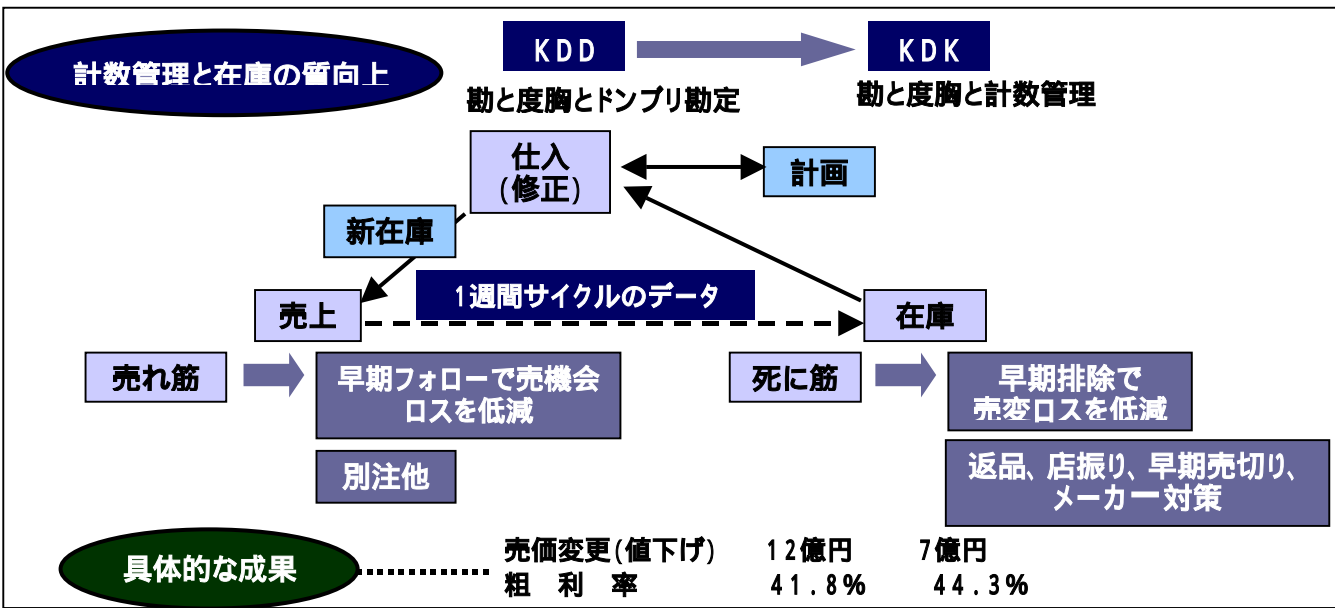 計数管理と在庫の質向上
KDD
KDK
勘と度胸とドンブリ勘定
勘と度胸と計数管理
仕入
(修正)
計画
新在庫
1週間サイクルのデータ
売上
在庫
売れ筋
早期フォローで売機会
ロスを低減
別注他
死に筋
早期排除で
売変ロスを低減
返品、店振り、早期売切り、
メーカー対策
具体的な成果
売価変更(値下げ) 12億円 7億円
粗 利 率 41.8% 44.3%